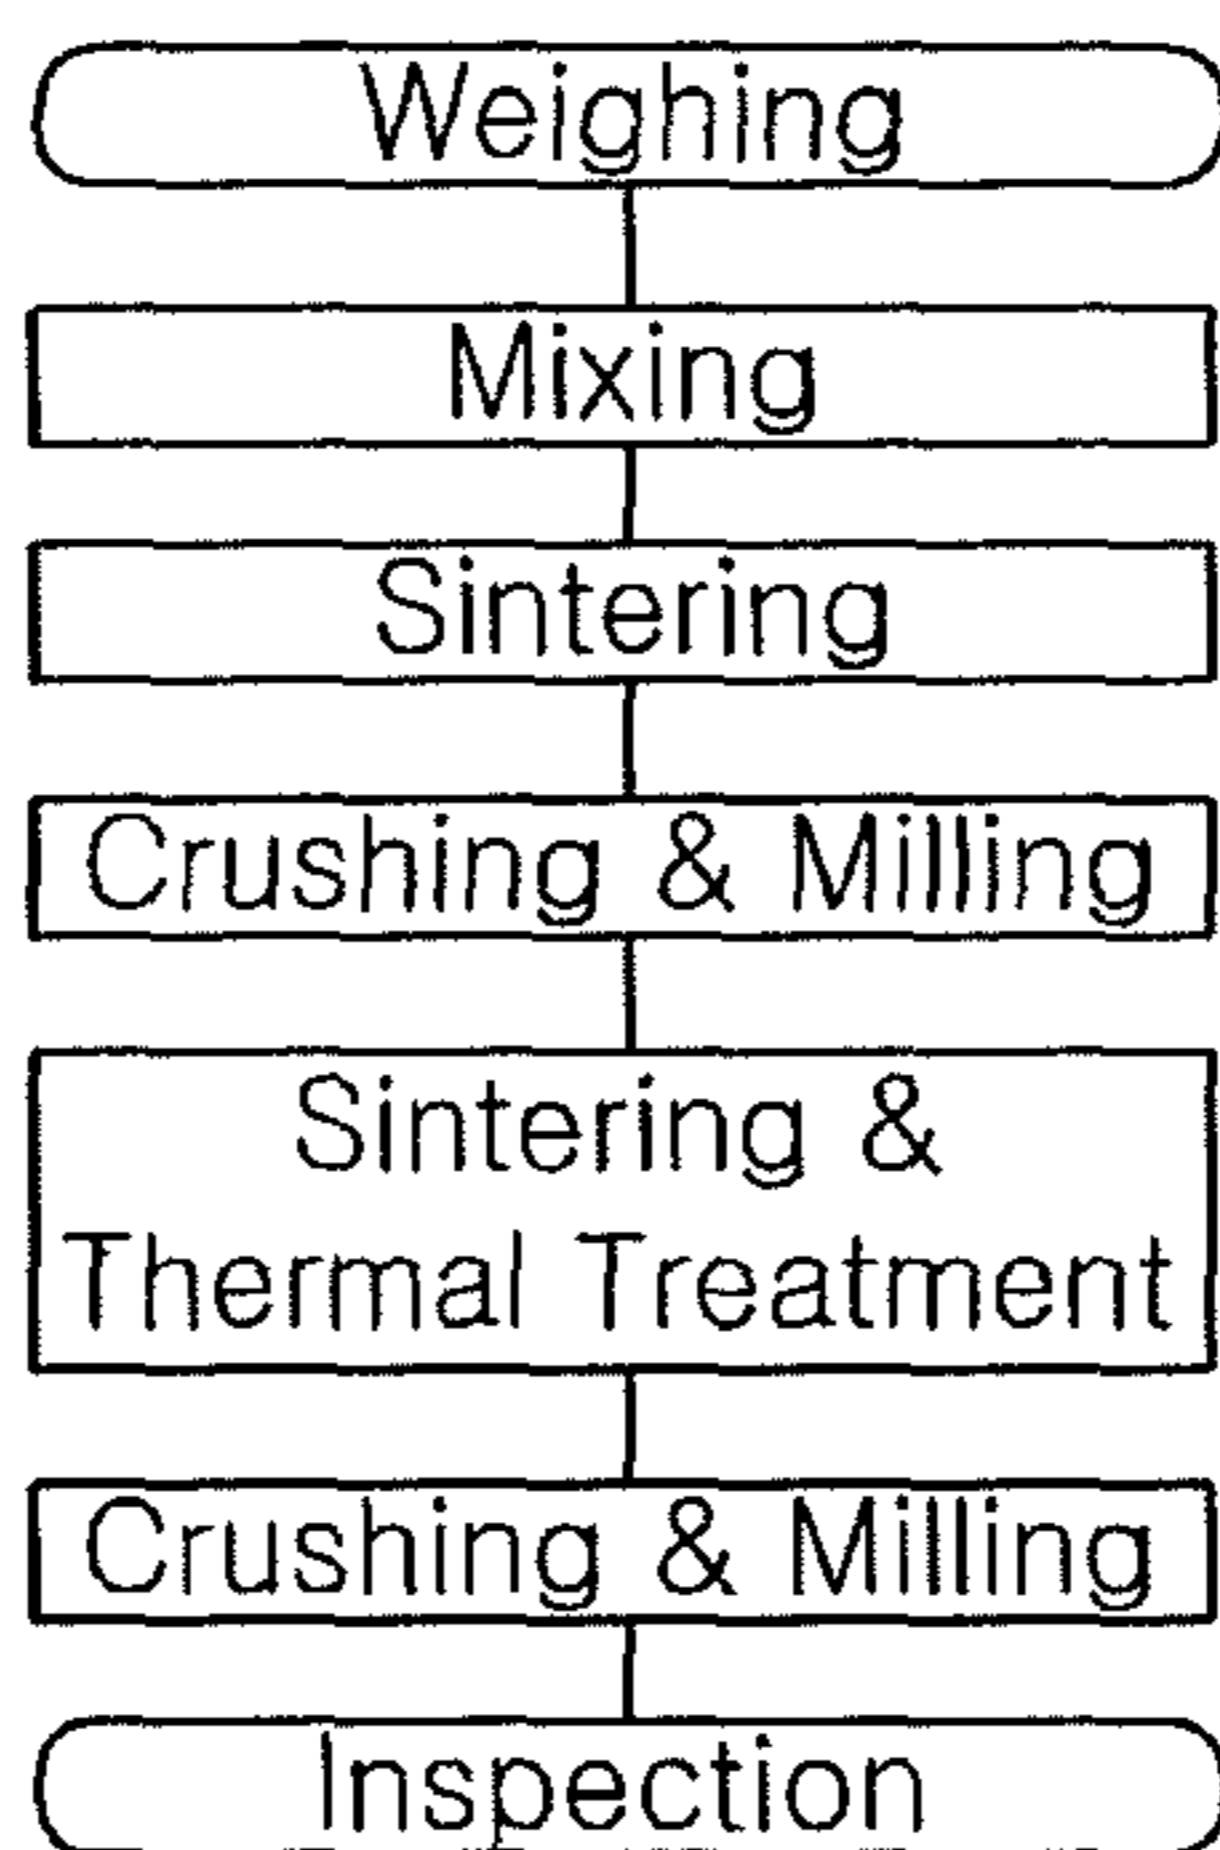 Weighing
Mixing
Sintering
Crushing & Milling
Sintering &
Thermal Treatment
Crushing & Milling
Inspection